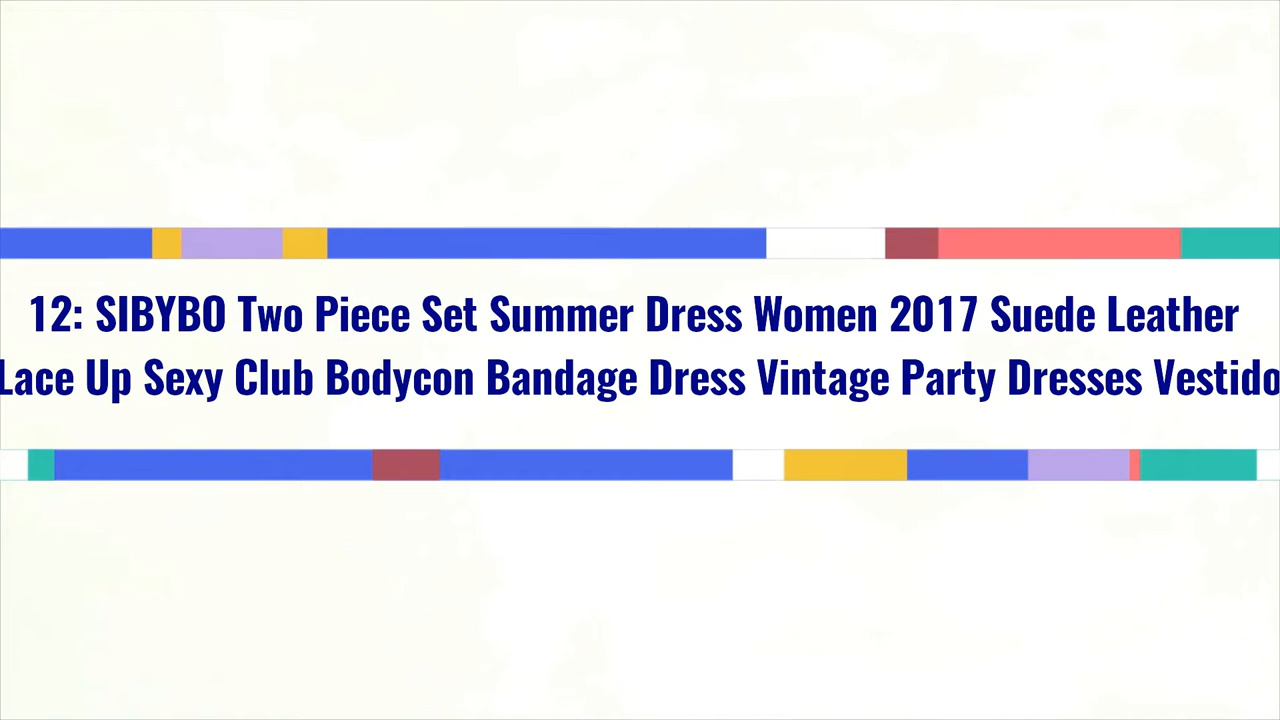 12: SIBYBO Two Piece Set Summer Dress Women 2017 Suede Leather
Lace Up Sexy Club Bodycon Bandage Dress Vintage Party Dresses Vestido